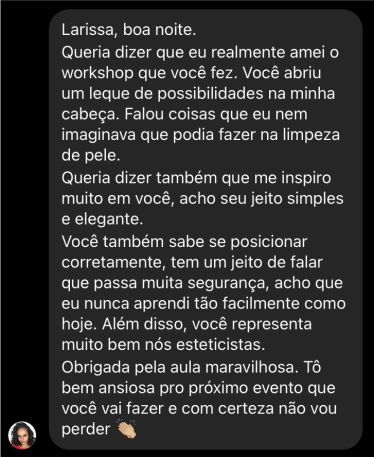 Larissa, boa noite.
Queria dizer que eu realmente amei o
workshop que você fez. Você abriu
um leque de possibilidades na minha
cabeça. Falou coisas que eu nem
imaginava que podia fazer na limpeza
de pele.
Queria dizer também que me inspiro
muito em você, acho seu jeito simples
e elegante.
Você também sabe se posicionar
corretamente, tem um jeito de falar
que passa muita segurança, acho que
eu nunca aprendi tão facilmente como
hoje. Além disso, você representa
muito bem nós esteticistas.
Obrigada pela aula maravilhosa. Tô
bem ansiosa pro próximo evento que
você vai fazer e com certeza não vou
perder 👏🏼